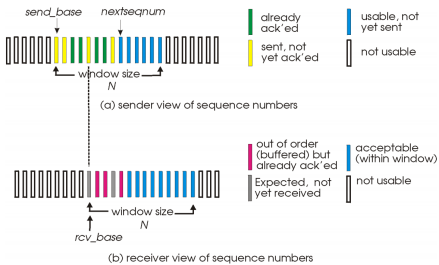 send_base
nextseqnum
already
ack'ed
usable, not
yet sent
sent, not
yet ack'ed
not usable
window size
N
(a) sender view of sequence numbers
out of order
(buffered) but
already ack'ed
acceptable
(within window)
Expected, not
yet received
not usable
window size
N
rcv_base
(b) receiver view of sequence numbers